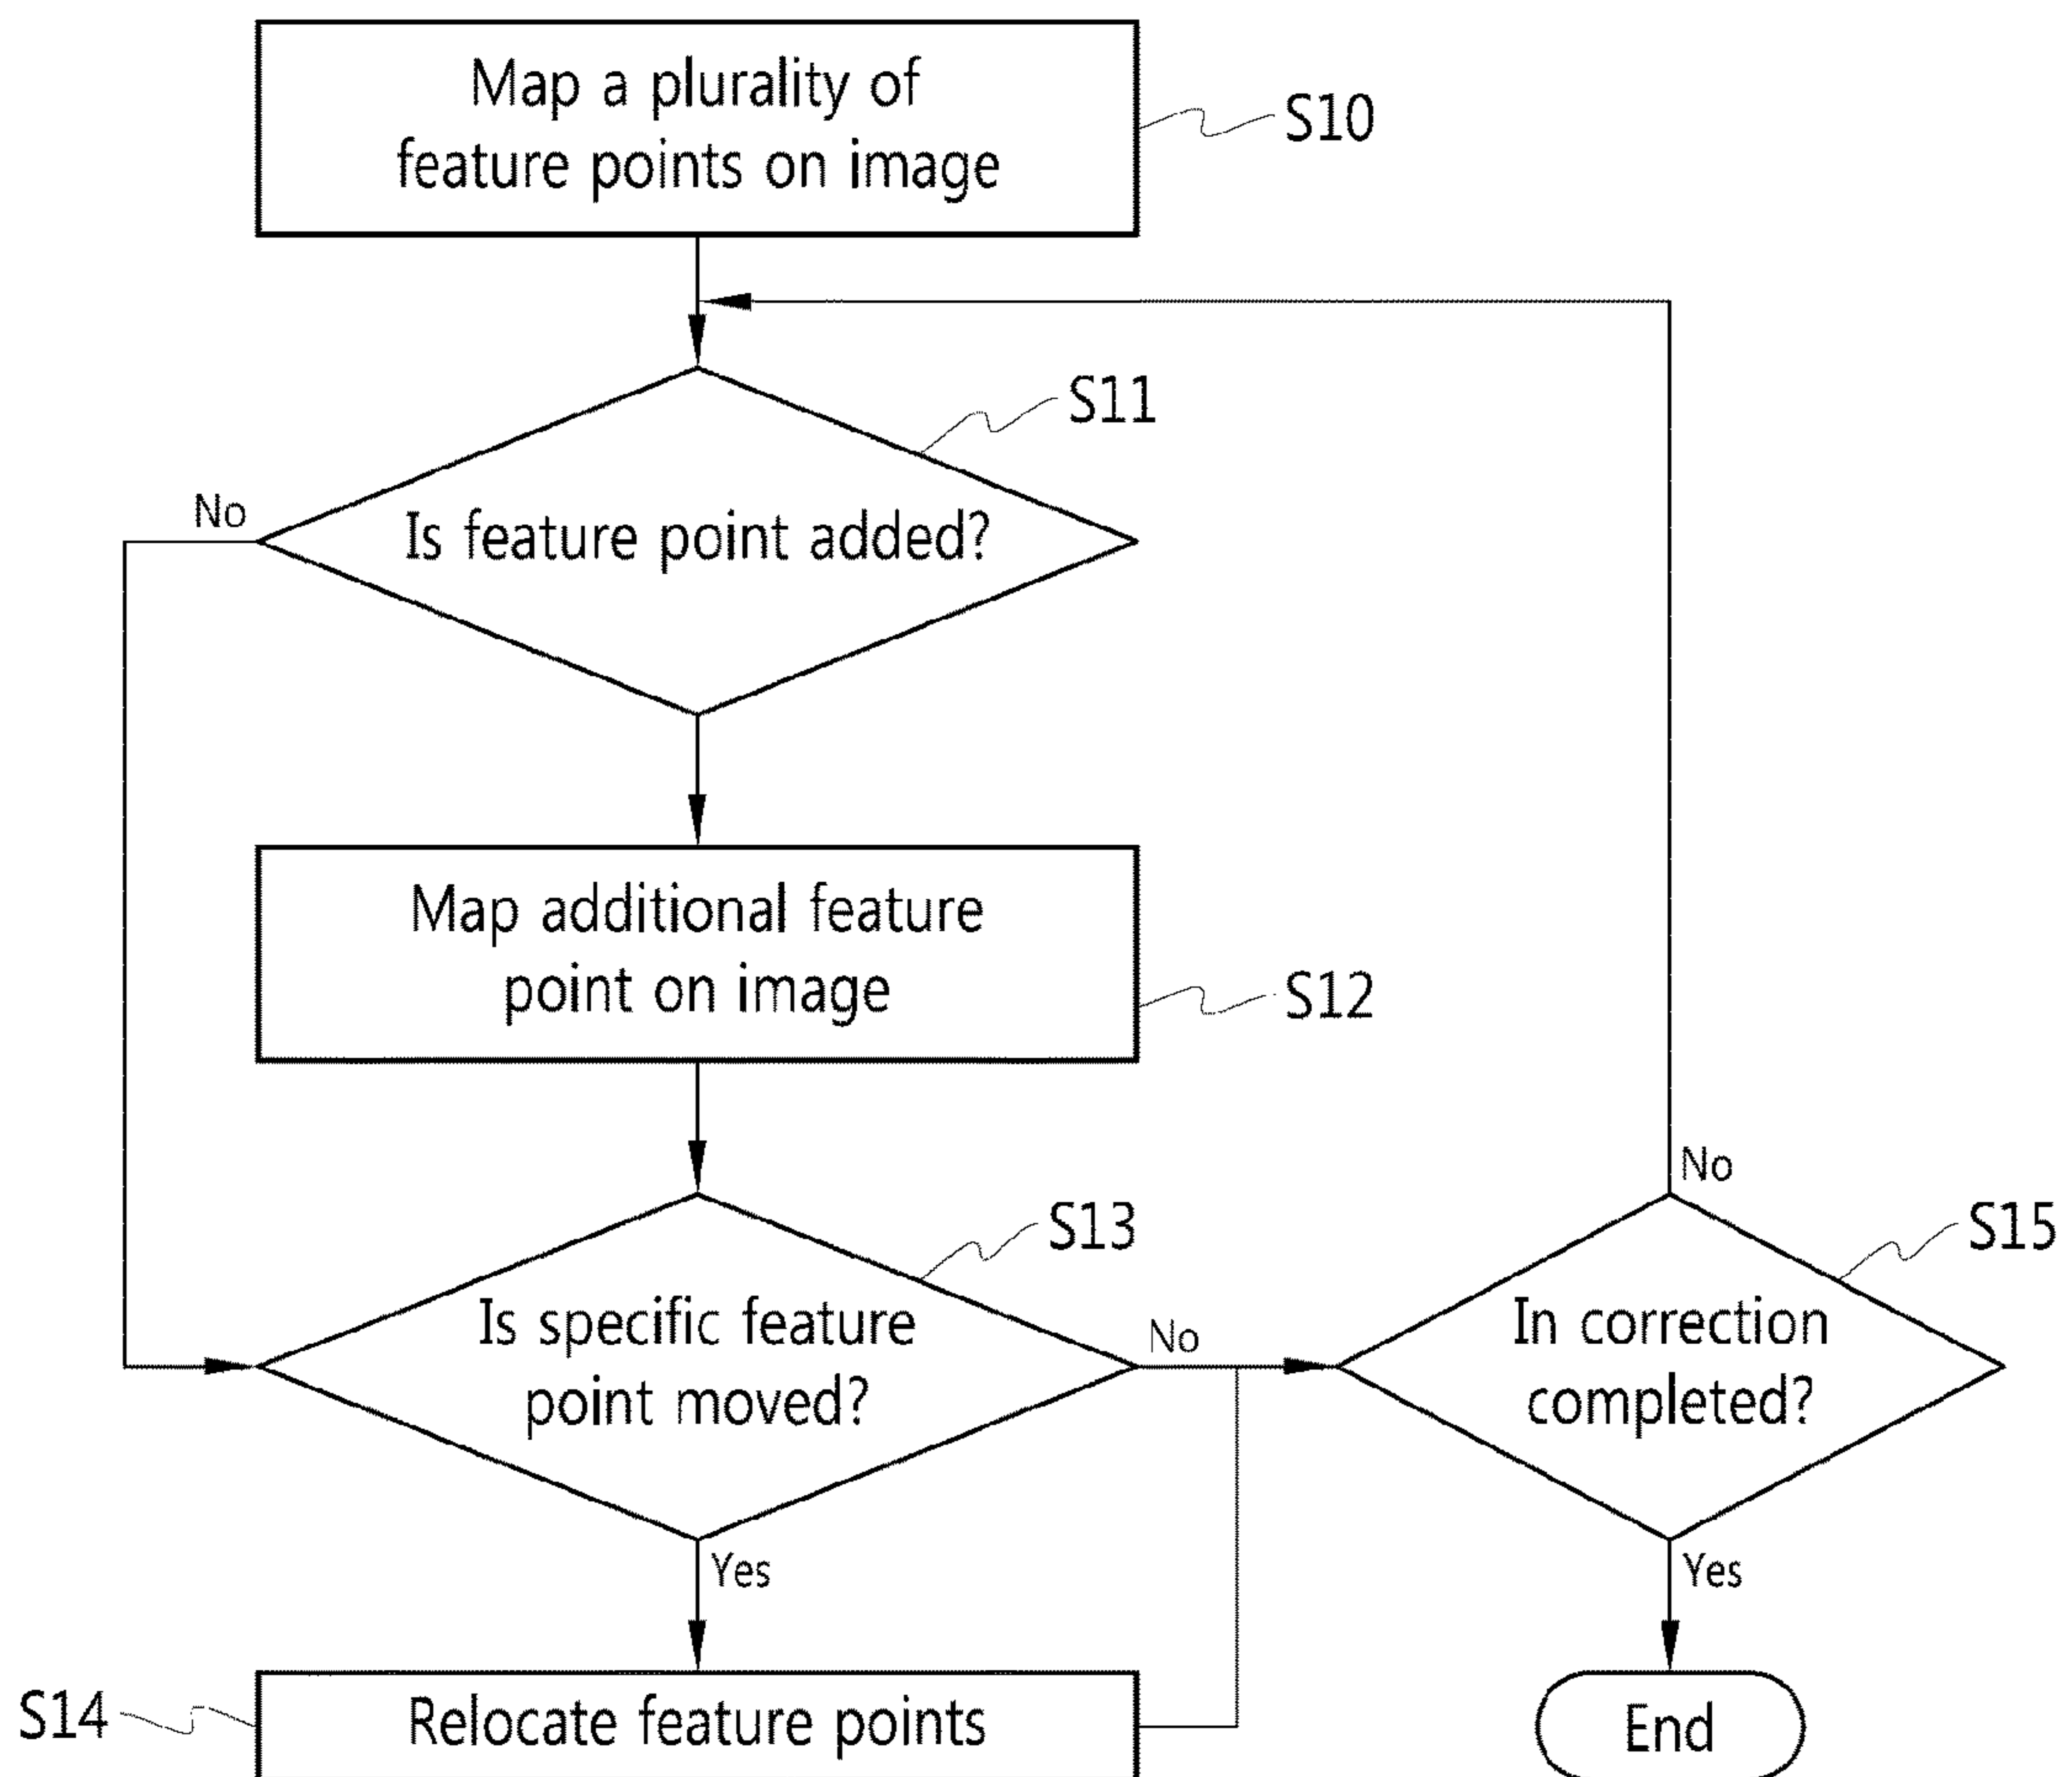 Map a plurality of
feature points on image
S10
S11
No
Is feature point added?
Map additional feature
point on image
S12
S13
Is specific feature
point moved?
No
Yes
S14
Relocate feature points
No
S15
In correction
completed?
Yes
End